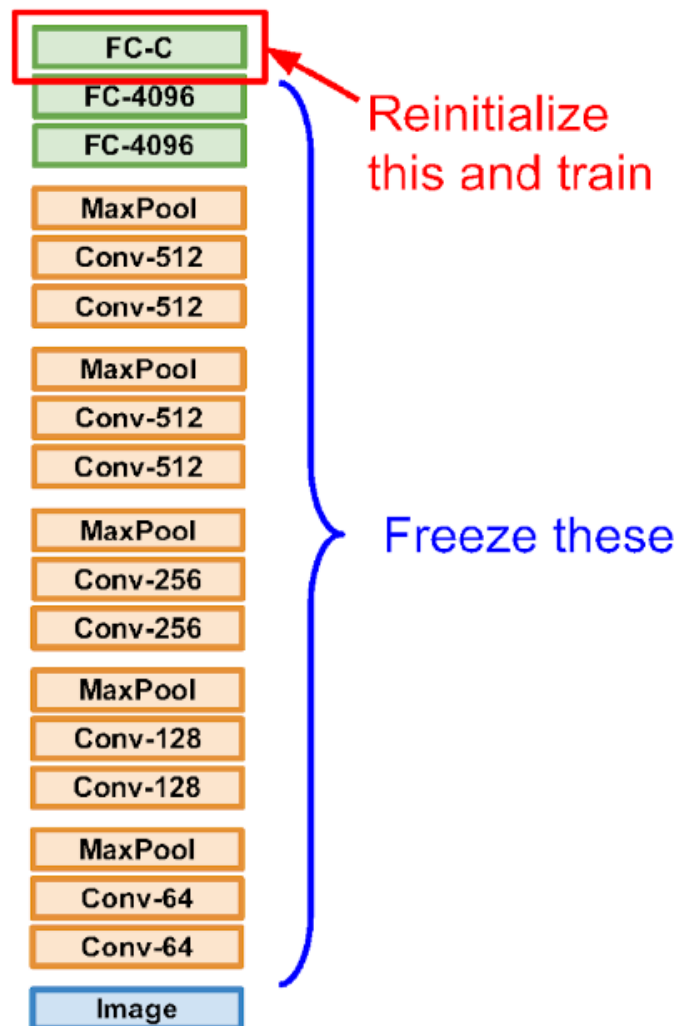 FC-C
FC-4096
FC-4096
MaxPool
Conv-512
Conv-512
MaxPool
Conv-512
Conv-512
MaxPool
Conv-256
Conv-256
MaxPool
Conv-128
Conv-128
MaxPool
Conv-64
Conv-64
Image
Reinitialize
this and train
Freeze these